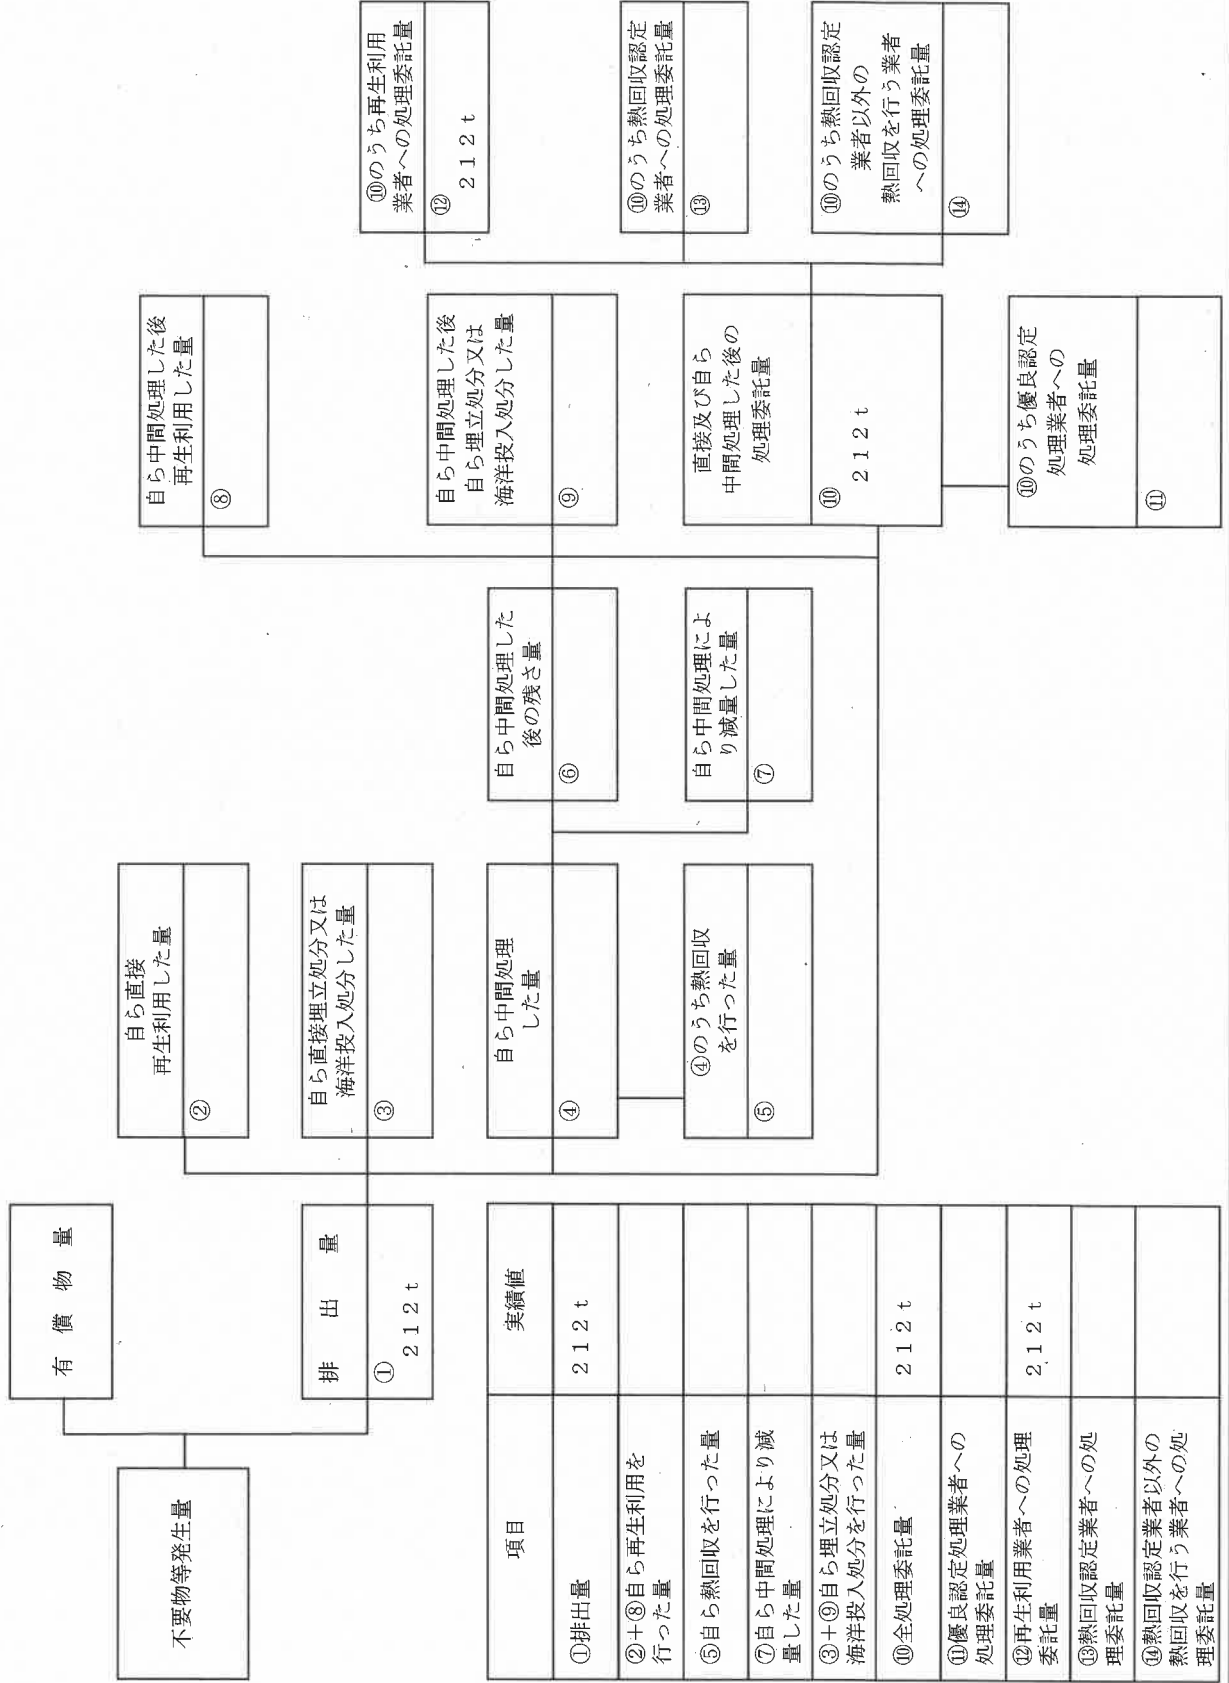 有償物量
不要物等発生量
排出量
①
212t
自ら直接
再生利用した量
②
自ら直接埋立処分又は
海洋投入処分した量
③
自ら中間処理
した量
④
④のうち熱回収
を行った量
⑤
自ら中間処理した
後の残さ量
⑥
自ら中間処理によ
り減量した量
⑦
自ら中間処理した後
再生利用した量
⑧
自ら中間処理した後
自ら埋立処分又は
海洋投入処分した量
⑨
直接及び自ら
中間処理した後の
処理委託量
⑩
212t
⑩のうち優良認定
処理業者への
処理委託量
⑪
⑩のうち再生利用
業者への処理委託量
⑫
212t
⑩のうち熱回収認定
業者への処理委託量
⑬
⑩のうち熱回収認定
業者以外の
熱回収を行う業者
への処理委託量
⑭
項目 実績値
①排出量 212t
②+⑧自ら再生利用を
行った量
⑤自ら熱回収を行った量
⑦自ら中間処理により減
量した量
③+⑨自ら埋立処分又は
海洋投入処分を行った量
⑩全処理委託量 212t
⑪優良認定処理業者への
処理委託量
⑫再生利用業者への処理
委託量 212t
⑬熱回収認定業者への処
理委託量
⑭熱回収認定業者以外の
熱回収を行う業者への処
理委託量